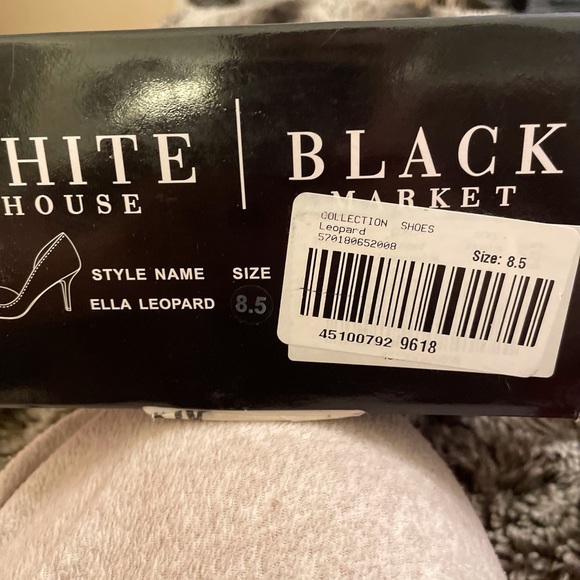 HITE | BLACK
HOUSE MARKET
STYLE NAME SIZE
ELLA LEOPARD 8.5
COLLECTION SHOES
Leopard
570180652008
Size: 8.5
45100792 9618